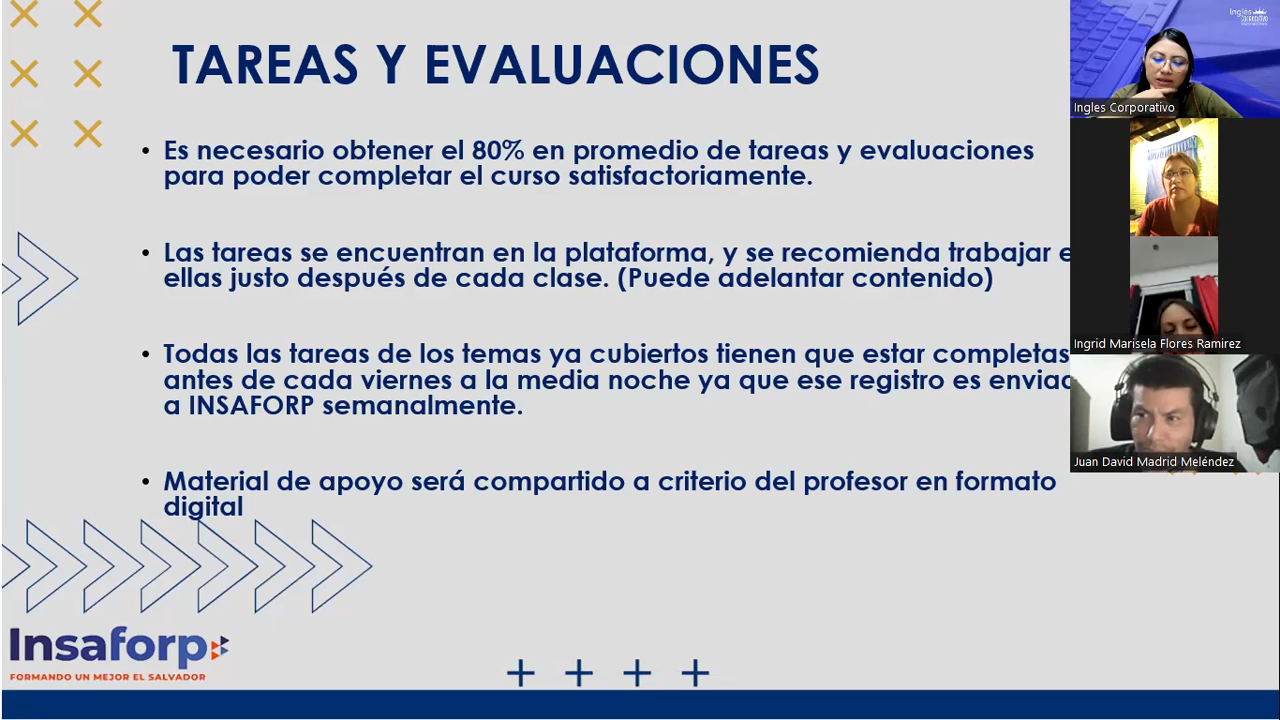 TAREAS Y EVALUACIONES
• Es necesario obtener el 80% en promedio de tareas y evaluaciones
para poder completar el curso satisfactoriamente.
• Las tareas se encuentran en la plataforma, y se recomienda trabajar e
ellas justo después de cada clase. (Puede adelantar contenido)
• Todas las tareas de los temas ya cubiertos tienen que estar completas
antes de cada viernes a la media noche ya que ese registro es enviad
a INSAFORP semanalmente.
• Material de apoyo será compartido a criterio del profesor en formato
digital
Insaforp
FORMANDO UN MEJOR EL SALVADOR
Ingles
Ingles Corporativo
Ingrid Marisela Flores Ramirez
Juan David Madrid Meléndez